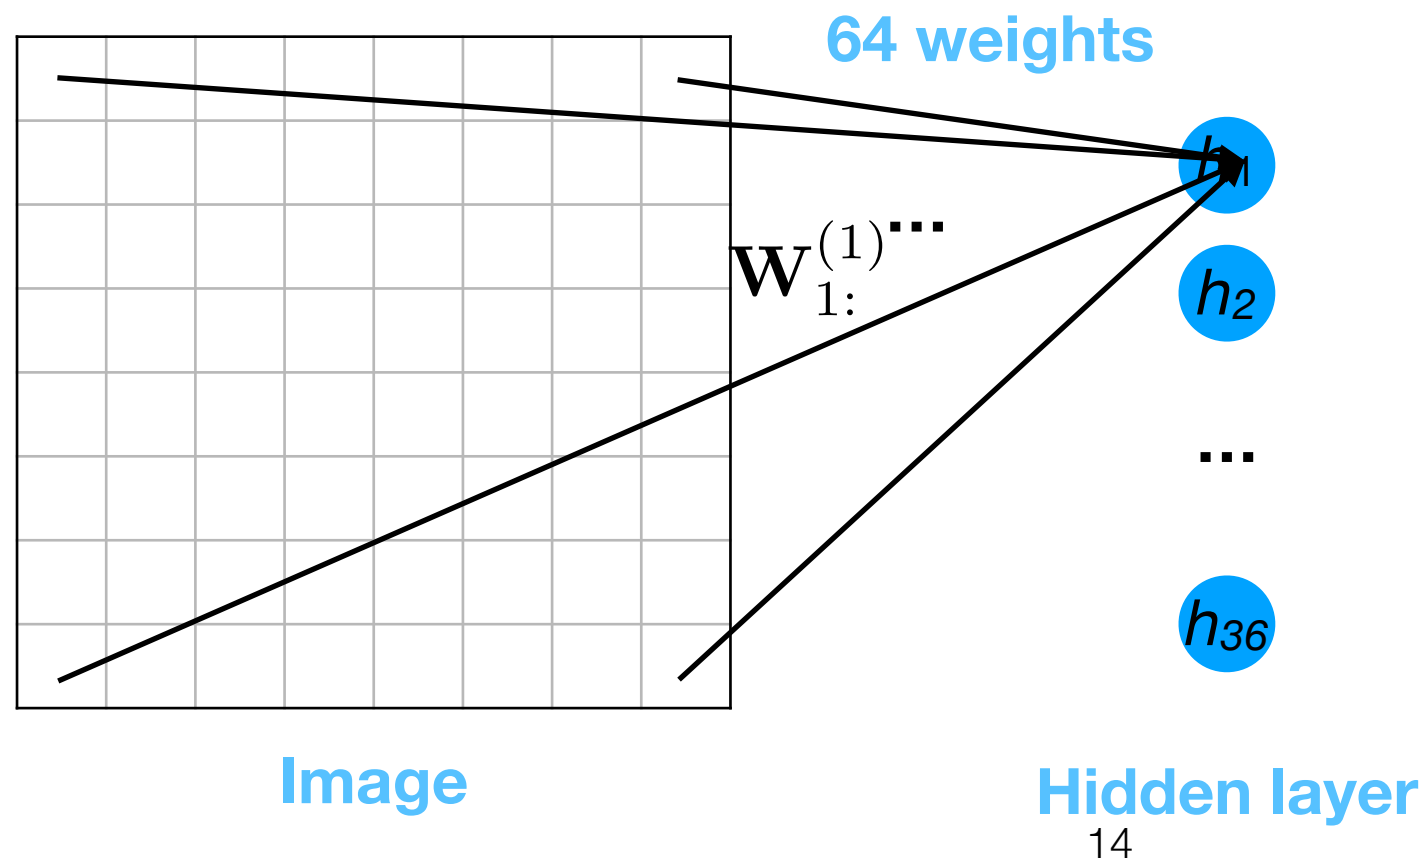 64 weights
h1
W(1)1: ...
h2
...
h36
Image
Hidden layer
14